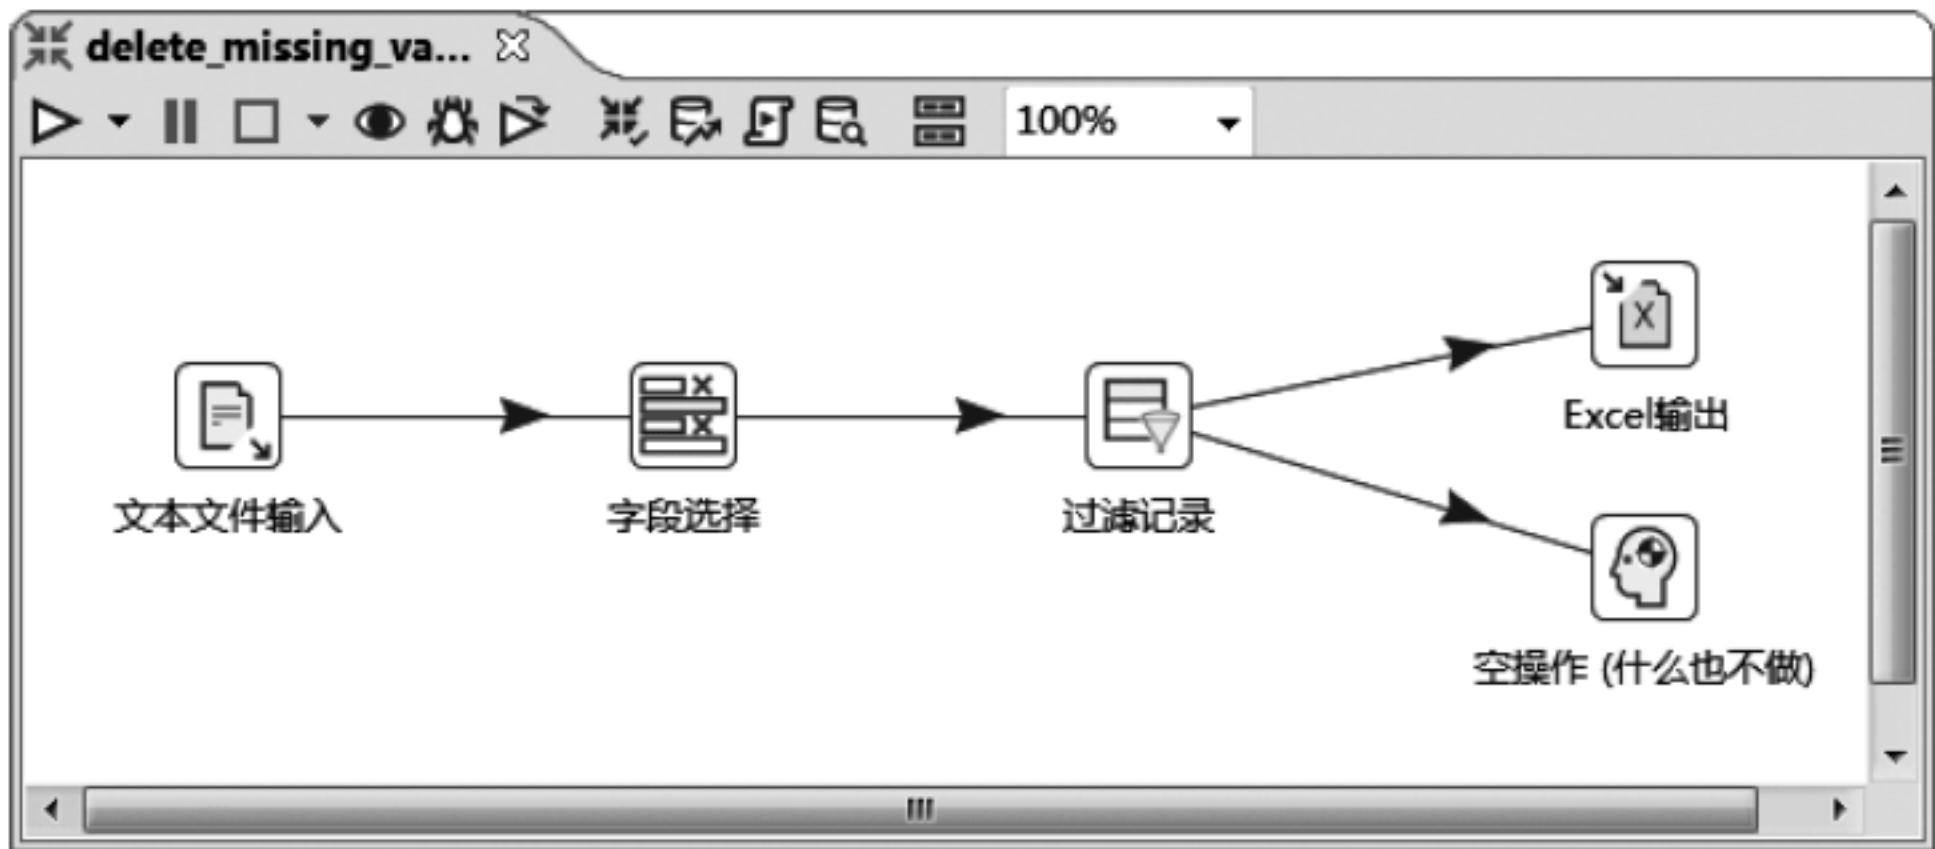 delete_missing_va...
100%
文本文件输入
字段选择
过滤记录
Excel输出
空操作 (什么也不做)